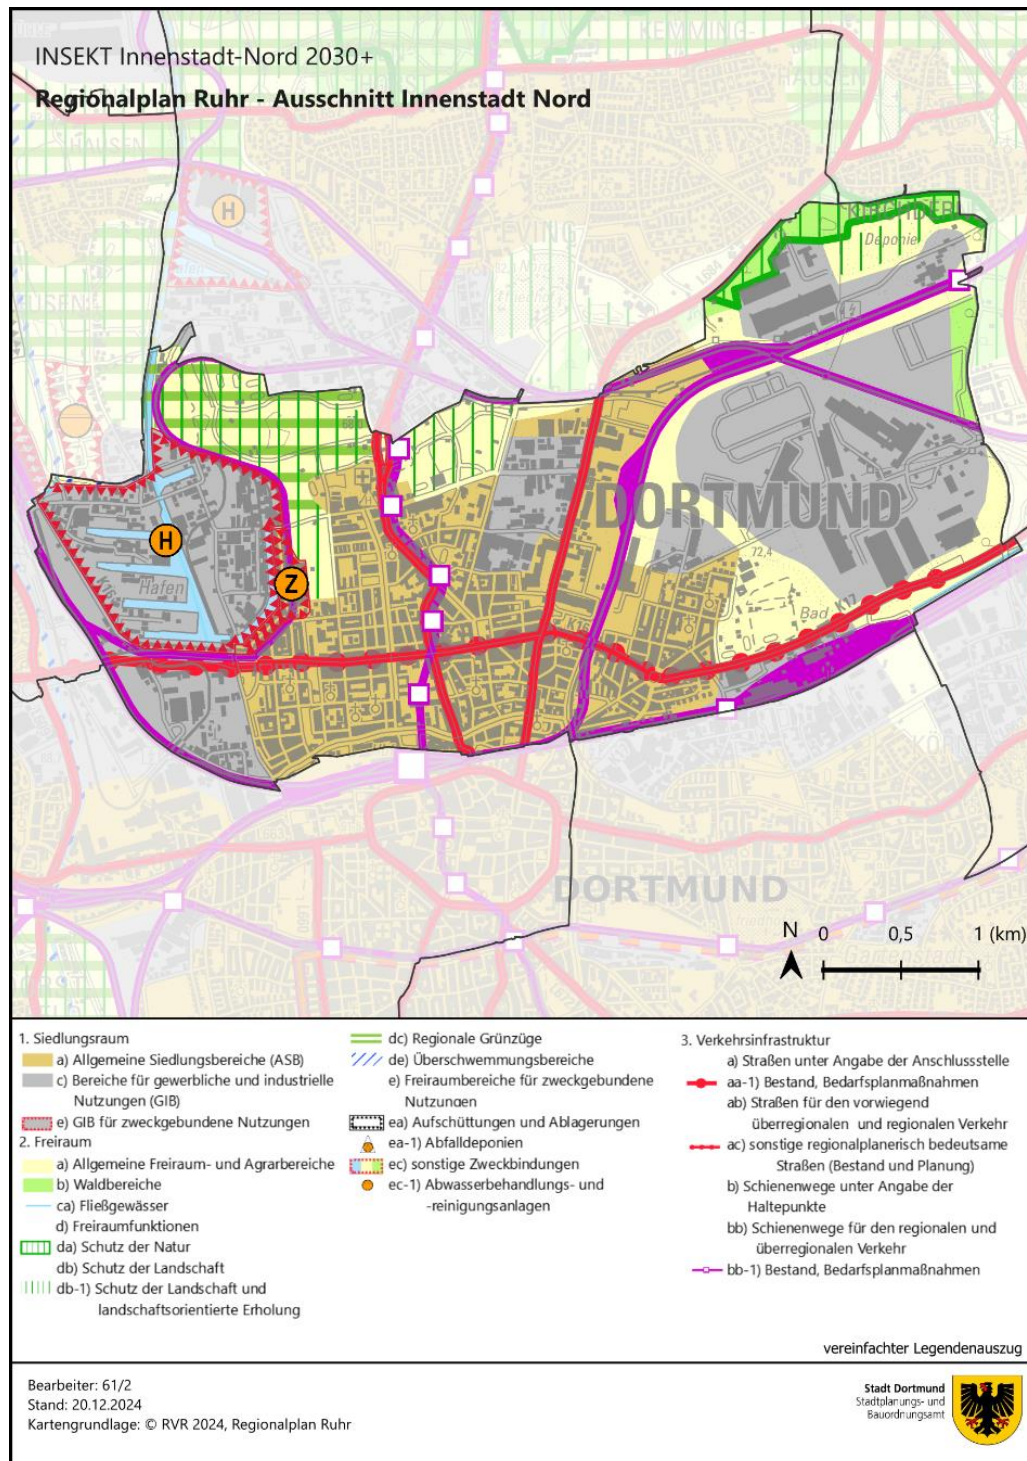 INSEKT Innenstadt-Nord 2030+
Regionalplan Ruhr - Ausschnitt Innenstadt Nord
KEMMING-
HAUSEN
H
Deponie
DORTMUND
H
Hafen
Z
K16
72,4
Bad
K17
DORTMUND
N 0 0,5 1 (km)
1. Siedlungsraum
a) Allgemeine Siedlungsbereiche (ASB)
c) Bereiche für gewerbliche und industrielle
Nutzungen (GIB)
e) GIB für zweckgebundene Nutzungen
2. Freiraum
a) Allgemeine Freiraum- und Agrarbereiche
b) Waldbereiche
ca) Fließgewässer
d) Freiraumfunktionen
da) Schutz der Natur
db) Schutz der Landschaft
db-1) Schutz der Landschaft und
landschaftsorientierte Erholung
dc) Regionale Grünzüge
de) Überschwemmungsbereiche
e) Freiraumbereiche für zweckgebundene
Nutzungen
ea) Aufschüttungen und Ablagerungen
ea-1) Abfalldeponien
ec) sonstige Zweckbindungen
ec-1) Abwasserbehandlungs- und
-reinigungsanlagen
3. Verkehrsinfrastruktur
a) Straßen unter Angabe der Anschlussstelle
aa-1) Bestand, Bedarfsplanmaßnahmen
ab) Straßen für den vorwiegend
überregionalen und regionalen Verkehr
ac) sonstige regionalplanerisch bedeutsame
Straßen (Bestand und Planung)
b) Schienenwege unter Angabe der
Haltepunkte
bb) Schienenwege für den regionalen und
überregionalen Verkehr
bb-1) Bestand, Bedarfsplanmaßnahmen
vereinfachter Legendenauszug
Bearbeiter: 61/2
Stand: 20.12.2024
Kartengrundlage: © RVR 2024, Regionalplan Ruhr
Stadt Dortmund
Stadtplanungs- und
Bauordnungsamt